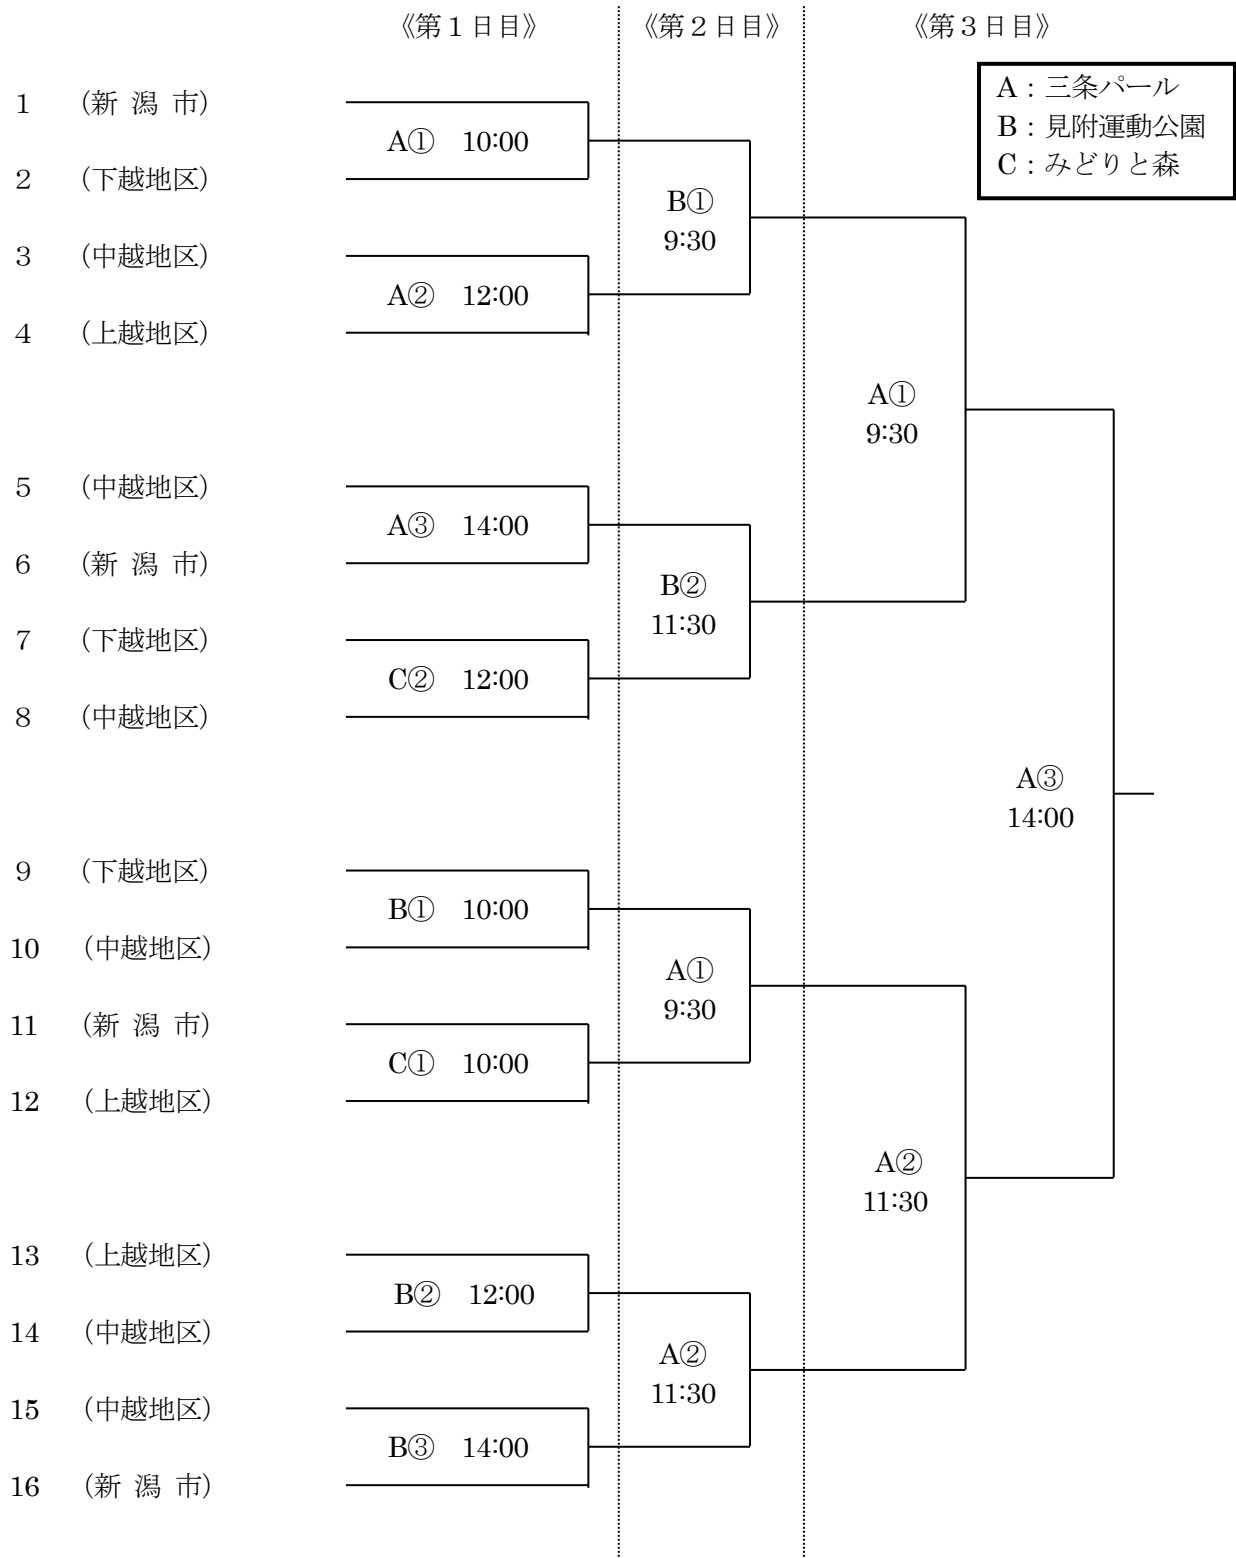 《第１日目》 《第２日目》 《第３日目》
A：三条パール
B：見附運動公園
C：みどりと森
1 （新 潟 市）
A① 10:00
2 （下越地区）
B①
9:30
3 （中越地区）
A② 12:00
4 （上越地区）
A①
9:30
5 （中越地区）
A③ 14:00
6 （新 潟 市）
B②
11:30
7 （下越地区）
C② 12:00
8 （中越地区）
A③
14:00
9 （下越地区）
B① 10:00
10 （中越地区）
A①
9:30
11 （新 潟 市）
C① 10:00
12 （上越地区）
A②
11:30
13 （上越地区）
B② 12:00
14 （中越地区）
A②
11:30
15 （中越地区）
B③ 14:00
16 （新 潟 市）